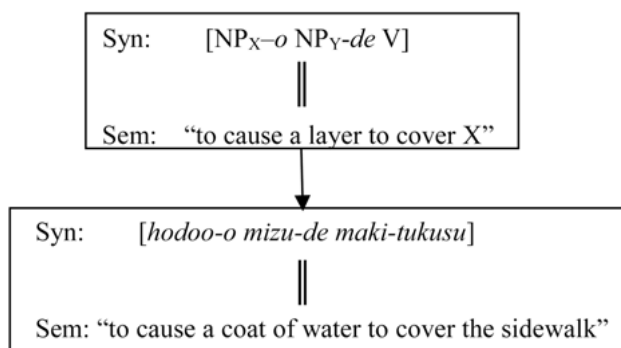 Syn: [NPX–o NPY-de V]
‖
Sem: “to cause a layer to cover X”
Syn: [hodoo-o mizu-de maki-tukusu]
‖
Sem: “to cause a coat of water to cover the sidewalk”